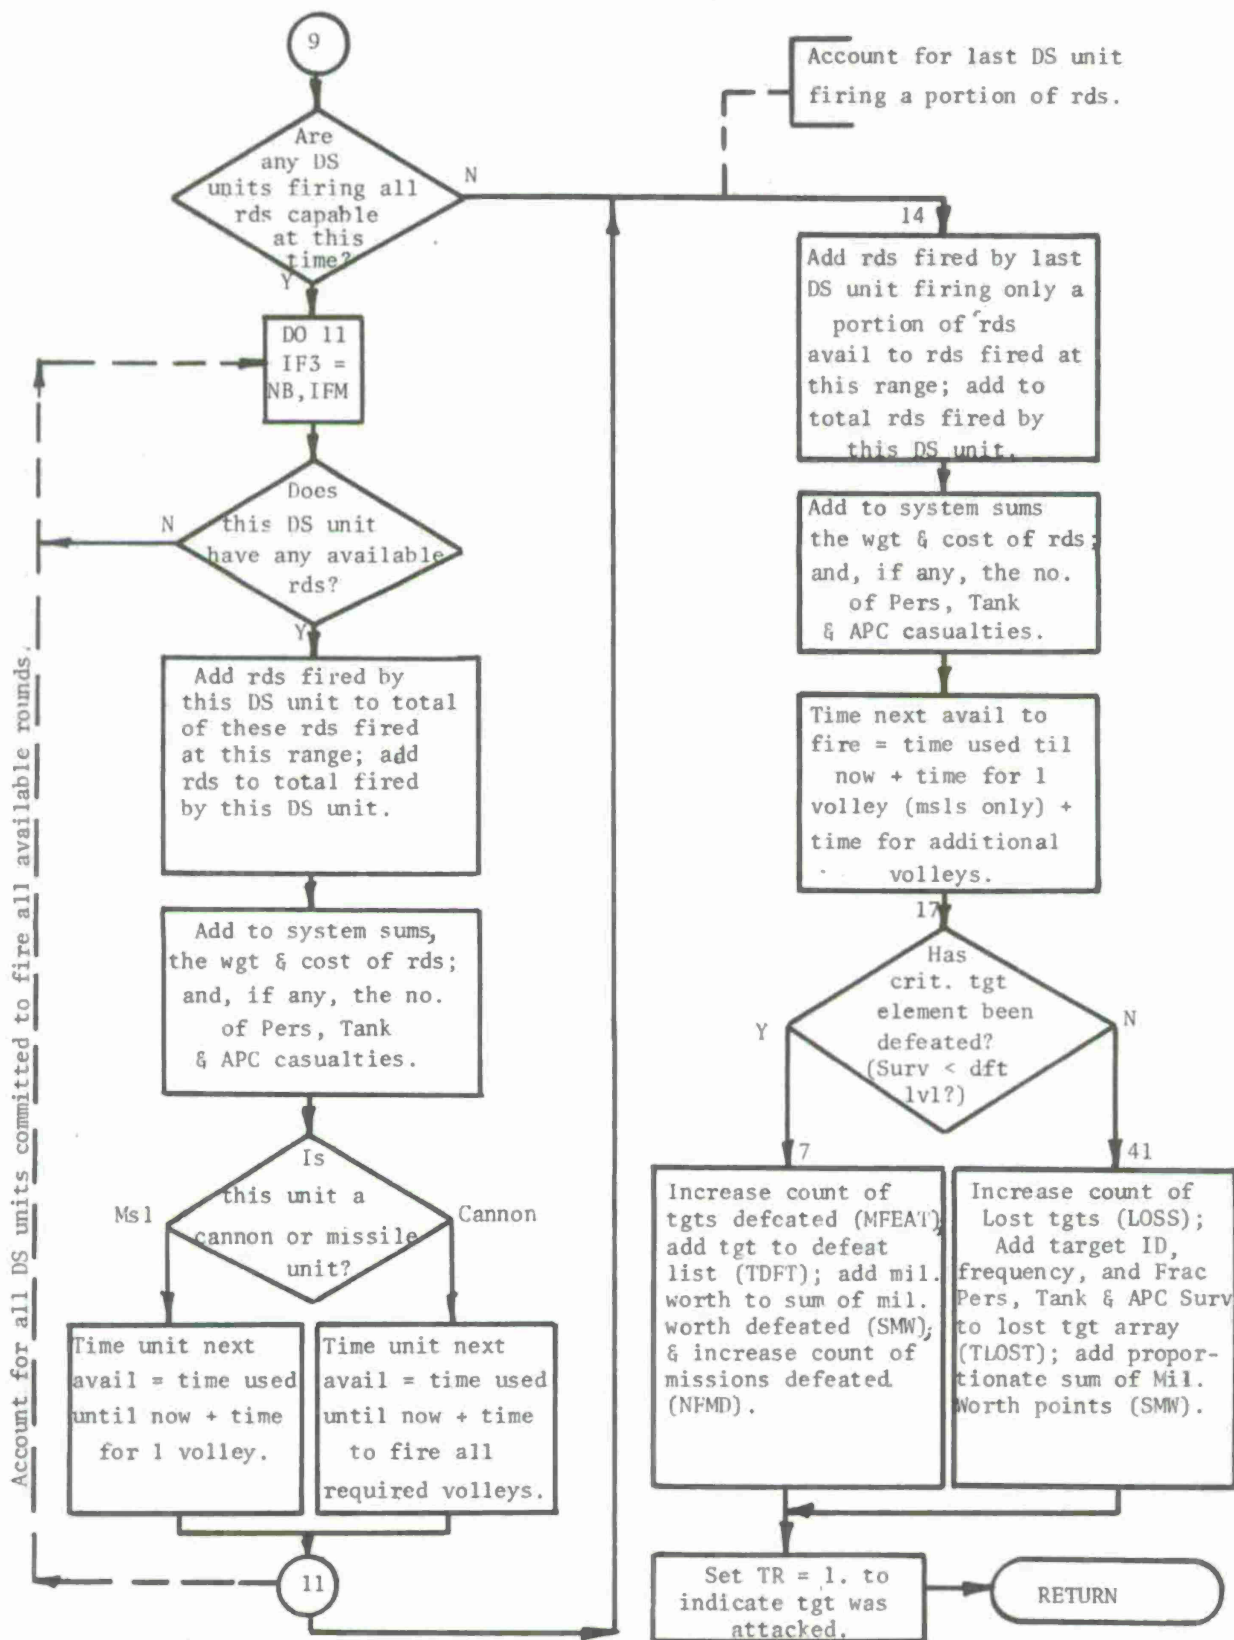 9
Are
any DS
units firing all
rds capable
at this
time?
N
Y
DO 11
IF3 =
NB,IFM
Does
this DS unit
have any available
rds?
N
Y
Add rds fired by
this DS unit to total
of these rds fired
at this range; add
rds to total fired
by this DS unit.
Add to system sums,
the wgt & cost of rds;
and, if any, the no.
of Pers, Tank
& APC casualties.
Is
this unit a
cannon or missile
unit?
Msl
Cannon
Time unit next
avail = time used
until now + time
for 1 volley.
Time unit next
avail = time used
until now + time
to fire all
required volleys.
11
Account for all DS units committed to fire all available rounds.
Account for last DS unit
firing a portion of rds.
14
Add rds fired by last
DS unit firing only a
portion of rds
avail to rds fired at
this range; add to
total rds fired by
this DS unit.
Add to system sums
the wgt & cost of rds;
and, if any, the no.
of Pers, Tank
& APC casualties.
Time next avail to
fire = time used til
now + time for 1
volley (msls only) +
time for additional
volleys.
17
Has
crit. tgt
element been
defeated?
(Surv < dft
lvl?)
Y
N
7
Increase count of
tgts defeated (MFEAT),
add tgt to defeat
list (TDFT); add mil.
worth to sum of mil.
worth defeated (SMW);
& increase count of
missions defeated
(NFMD).
41
Increase count of
Lost tgts (LOSS);
Add target ID,
frequency, and Frac
Pers, Tank & APC Surv
to lost tgt array
(TLOST); add propor-
tionate sum of Mil.
Worth points (SMW).
Set TR = 1. to
indicate tgt was
attacked.
RETURN